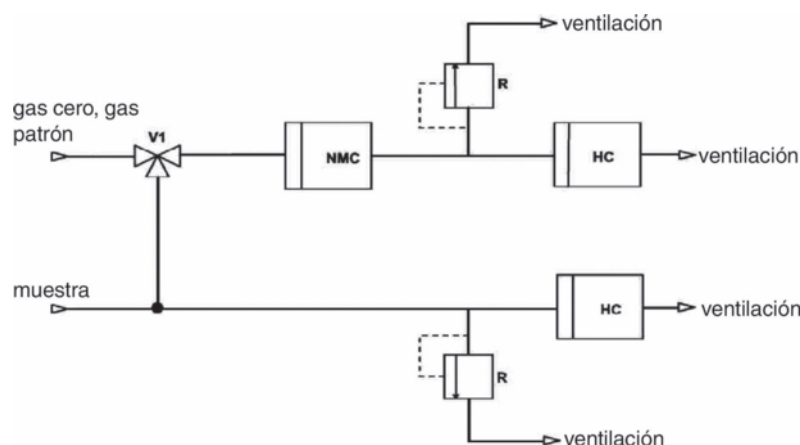 ventilación
R
gas cero, gas
patrón
V1
NMC
HC
ventilación
muestra
HC
ventilación
R
ventilación